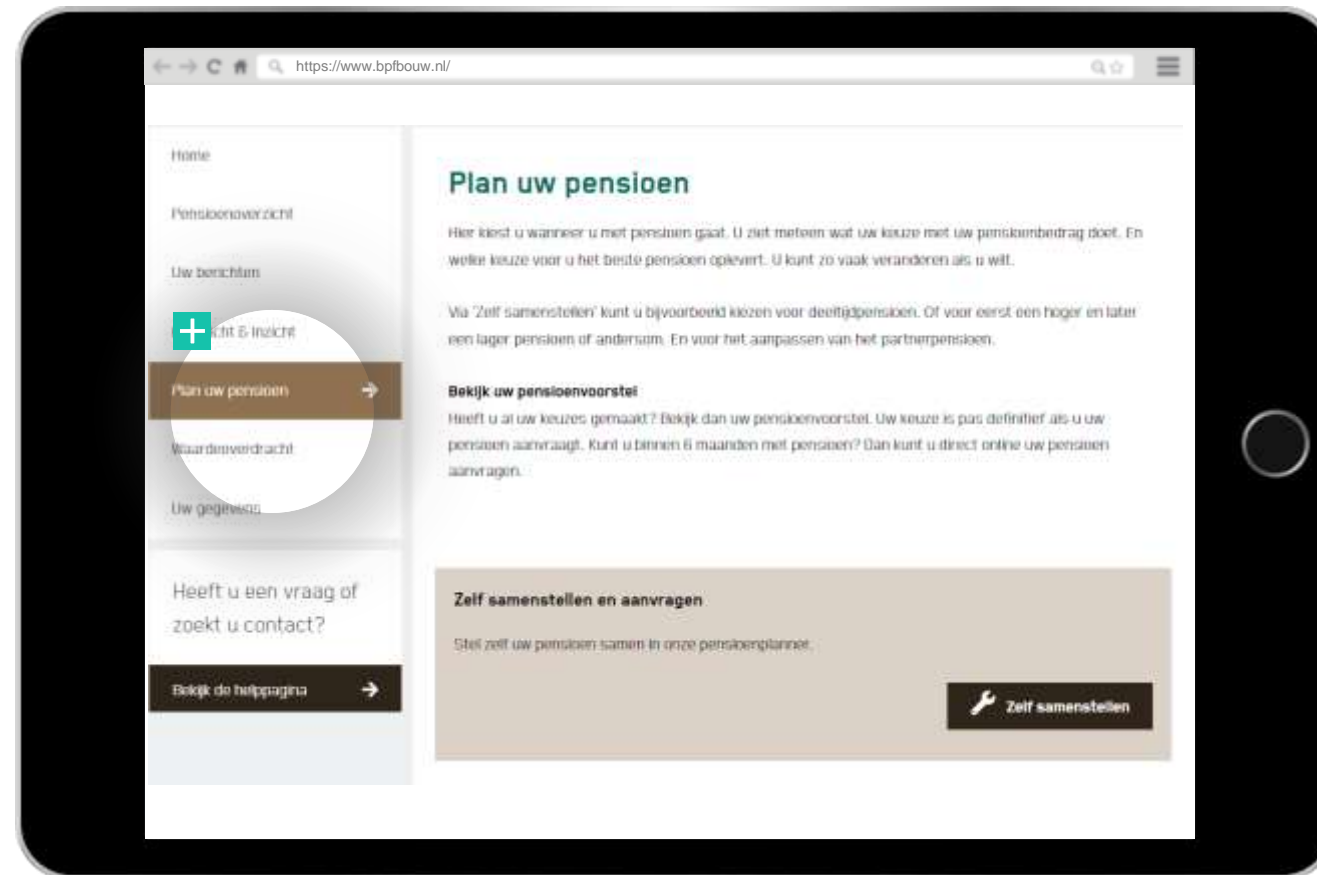 https://www.bpfbouw.nl/
Home
Pensioenoverzicht
Uw berichten
cht & Inzicht
Plan uw pensioen
Waardeoverdracht
Uw gegevens
Heeft u een vraag of
zoekt u contact?
Bekijk de helppagina
Plan uw pensioen
Hier kiest u wanneer u met pensioen gaat. U ziet meteen wat uw keuze met uw pensioenbedrag doet. En
welke keuze voor u het beste pensioen oplevert. U kunt zo vaak veranderen als u wilt.
Via 'Zelf samenstellen' kunt u bijvoorbeeld kiezen voor deeltijdpensioen. Of voor eerst een hoger en later
een lager pensioen of andersom. En voor het aanpassen van het partnerpensioen.
Bekijk uw pensioenvoorstel
Heeft u al uw keuzes gemaakt? Bekijk dan uw pensioenvoorstel. Uw keuze is pas definitief als u uw
pensioen aanvraagt. Kunt u binnen 6 maanden met pensioen? Dan kunt u direct online uw pensioen
aanvragen.
Zelf samenstellen en aanvragen
Stel zelf uw pensioen samen in onze pensioenplanner.
Zelf samenstellen